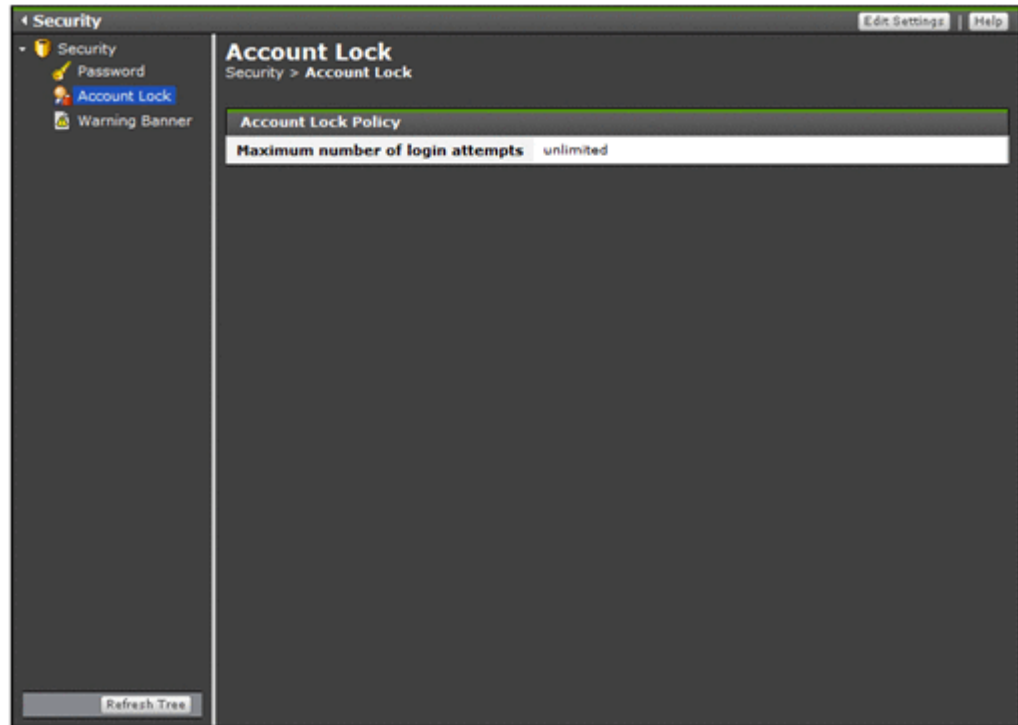 Security
Edit Settings | Help
Security
Password
Account Lock
Warning Banner
Account Lock
Security > Account Lock
Account Lock Policy
Maximum number of login attempts unlimited
Refresh Tree